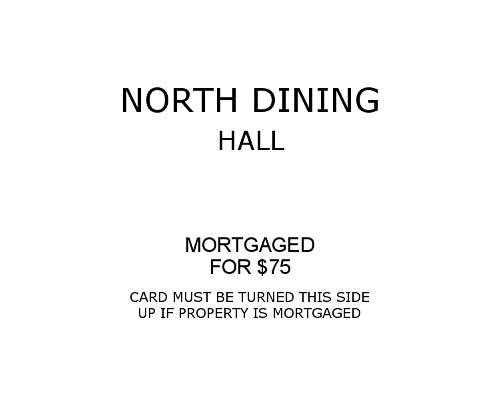 NORTH DINING
HALL
MORTGAGED
FOR $75
CARD MUST BE TURNED THIS SIDE
UP IF PROPERTY IS MORTGAGED